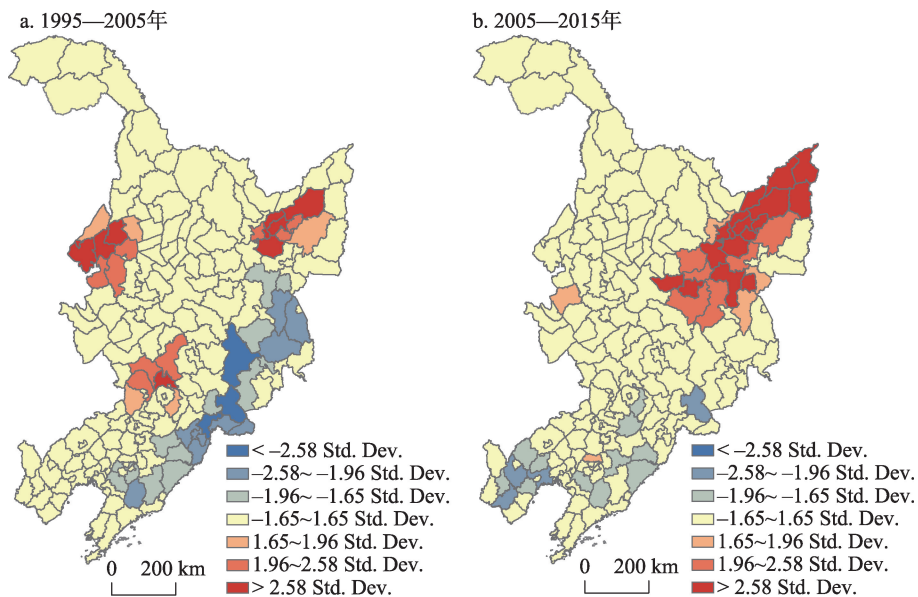 a. 1995—2005年
b. 2005—2015年
< –2.58 Std. Dev.
–2.58~ –1.96 Std. Dev.
–1.96~ –1.65 Std. Dev.
–1.65~1.65 Std. Dev.
1.65~1.96 Std. Dev.
1.96~2.58 Std. Dev.
> 2.58 Std. Dev.
0 200 km
< –2.58 Std. Dev.
–2.58~ –1.96 Std. Dev.
–1.96~ –1.65 Std. Dev.
–1.65~1.65 Std. Dev.
1.65~1.96 Std. Dev.
1.96~2.58 Std. Dev.
> 2.58 Std. Dev.
0 200 km